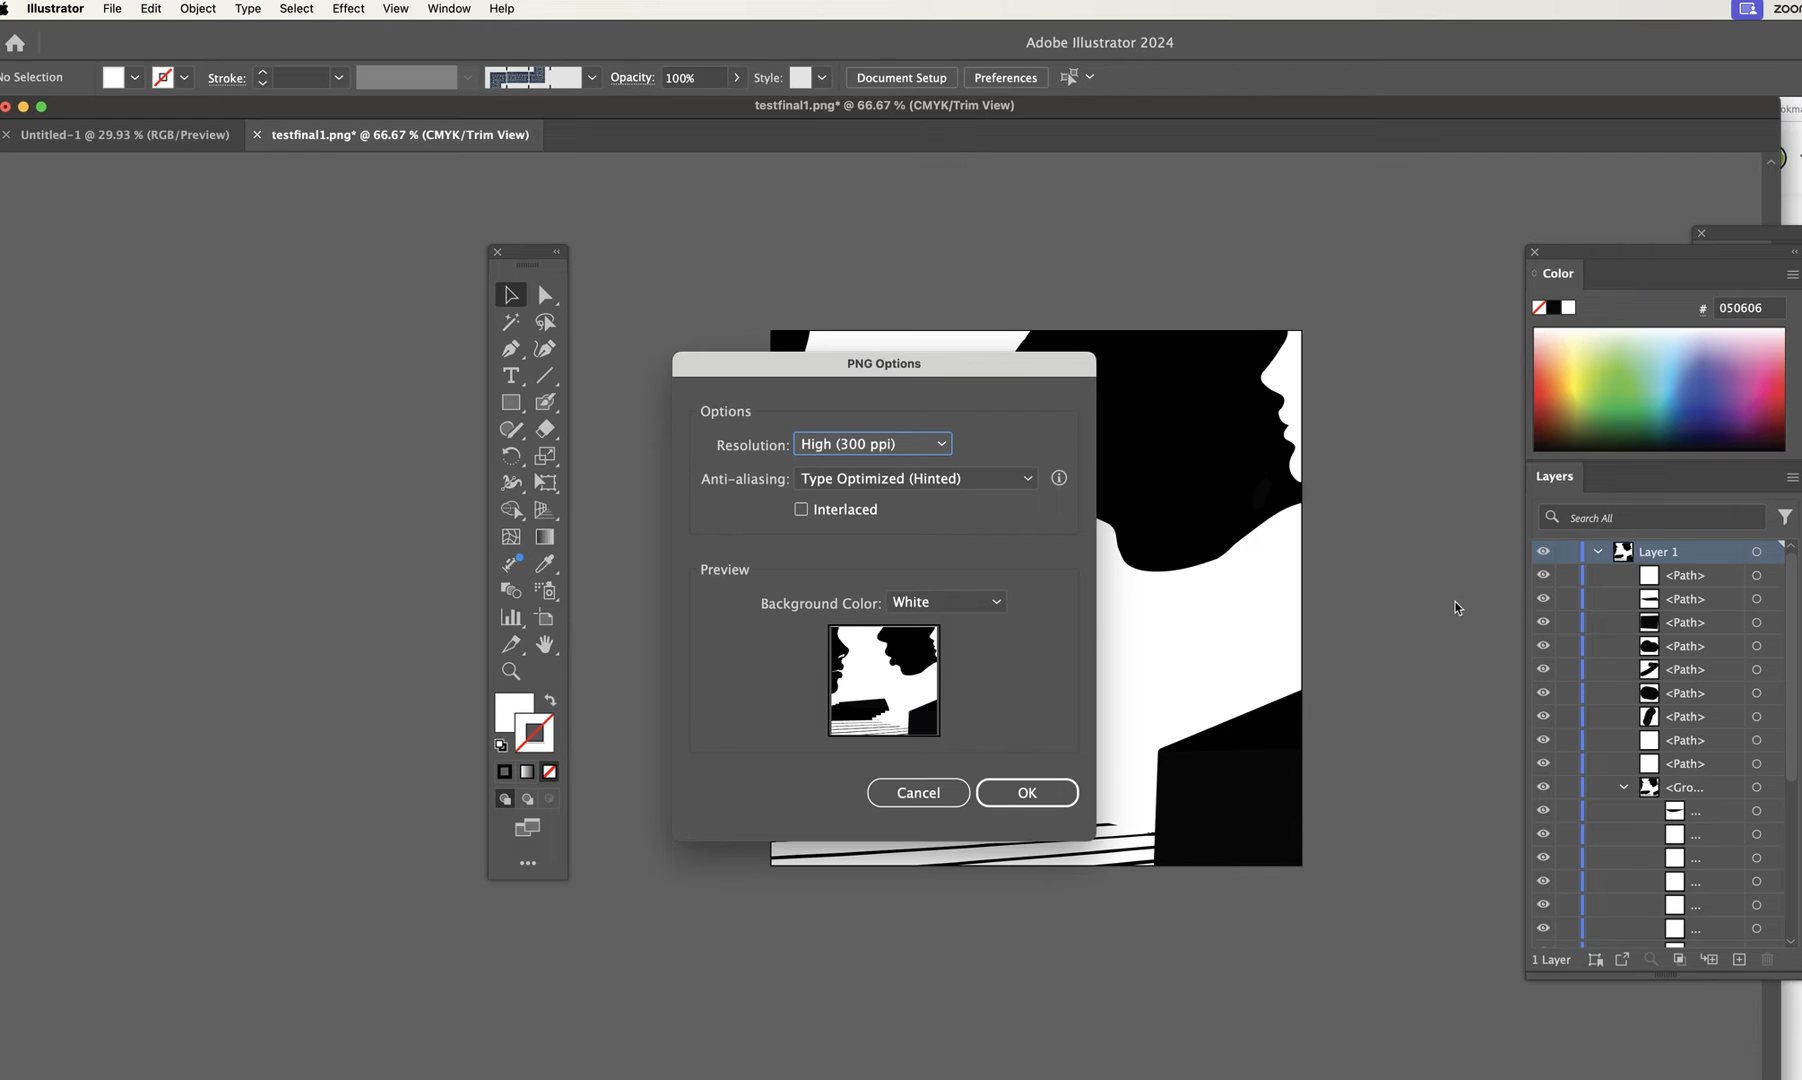 Illustrator File Edit Object Type Select Effect View Window Help
zoo
Adobe Illustrator 2024
No Selection Stroke: Opacity: 100% Style: Document Setup Preferences
testfinal1.png* @ 66.67 % (CMYK/Trim View)
Untitled-1 @ 29.93 % (RGB/Preview) testfinal1.png* @ 66.67 % (CMYK/Trim View)
PNG Options
Options
Resolution: High (300 ppi)
Anti-aliasing: Type Optimized (Hinted)
Interlaced
Preview
Background Color: White
Cancel OK
Color
# 050606
Layers
Search All
Layer 1
<Path>
<Path>
<Path>
<Path>
<Path>
<Path>
<Path>
<Path>
<Path>
<Gro...
...
...
...
...
...
...
1 Layer